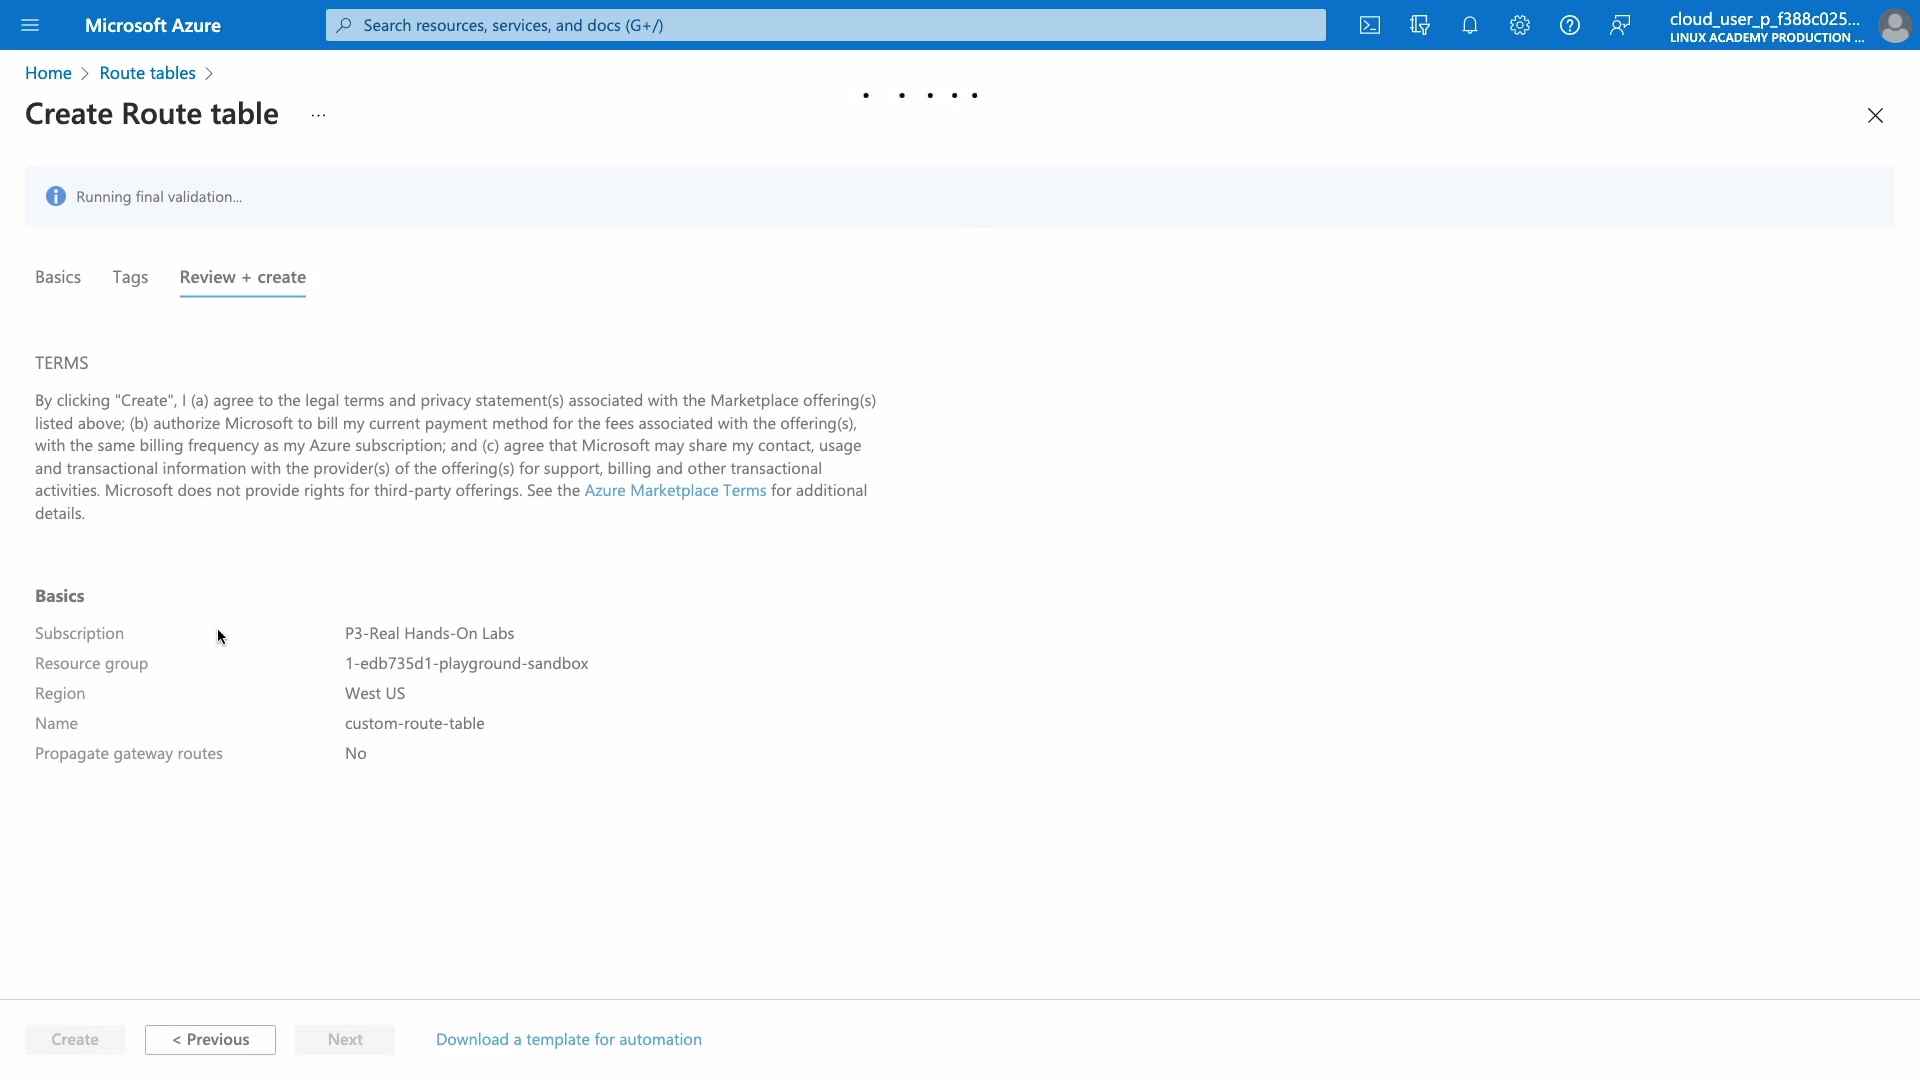 Microsoft Azure
Search resources, services, and docs (G+/)
cloud_user_p_f388c025...
LINUX ACADEMY PRODUCTION ...
Home > Route tables >
Create Route table ...
Running final validation...
Basics Tags Review + create
TERMS
By clicking "Create", I (a) agree to the legal terms and privacy statement(s) associated with the Marketplace offering(s)
listed above; (b) authorize Microsoft to bill my current payment method for the fees associated with the offering(s),
with the same billing frequency as my Azure subscription; and (c) agree that Microsoft may share my contact, usage
and transactional information with the provider(s) of the offering(s) for support, billing and other transactional
activities. Microsoft does not provide rights for third-party offerings. See the Azure Marketplace Terms for additional
details.
Basics
Subscription P3-Real Hands-On Labs
Resource group 1-edb735d1-playground-sandbox
Region West US
Name custom-route-table
Propagate gateway routes No
Create < Previous Next Download a template for automation